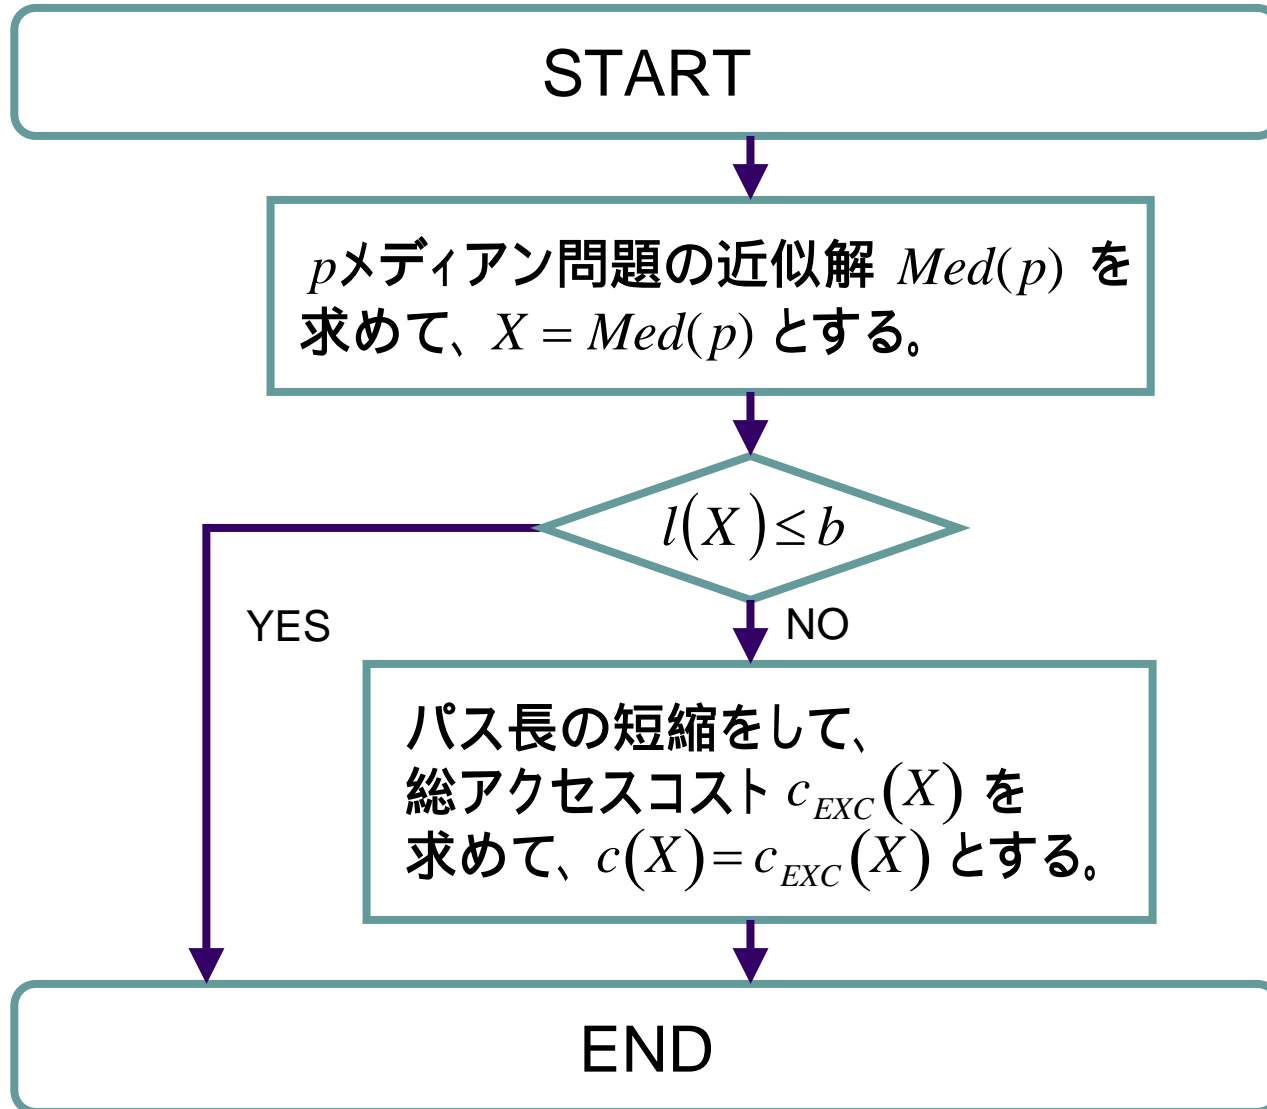 START
pメディアン問題の近似解 Med(p) を
求めて、X = Med(p) とする。
l(X) ≤ b
YES
NO
パス長の短縮をして、
総アクセスコスト c_EXC(X) を
求めて、c(X) = c_EXC(X) とする。
END